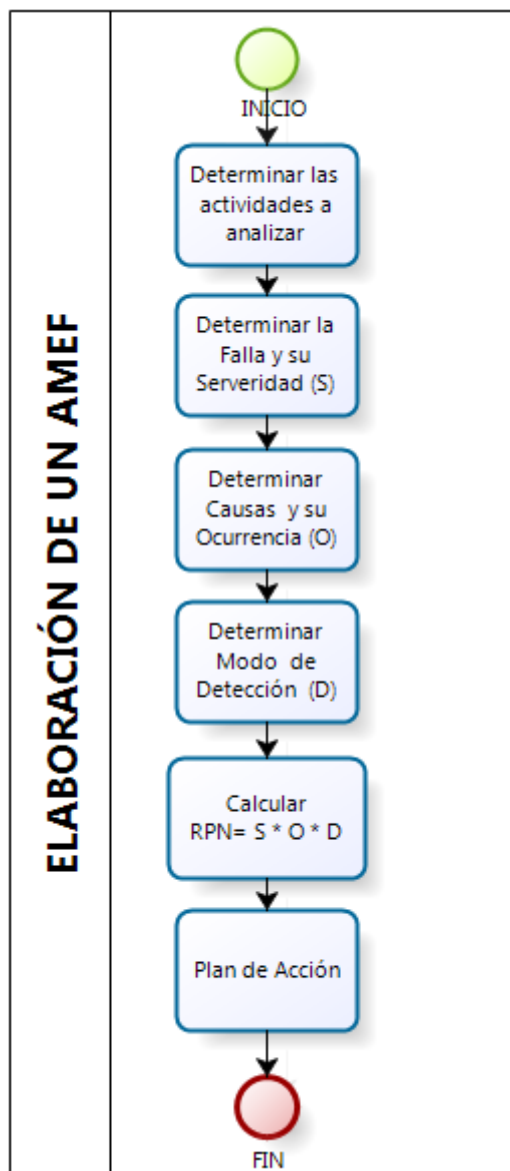 ELABORACIÓN DE UN AMEF
INICIO
Determinar las
actividades a
analizar
Determinar la
Falla y su
Serveridad (S)
Determinar
Causas y su
Ocurrencia (O)
Determinar
Modo de
Detección (D)
Calcular
RPN= S * O * D
Plan de Acción
FIN